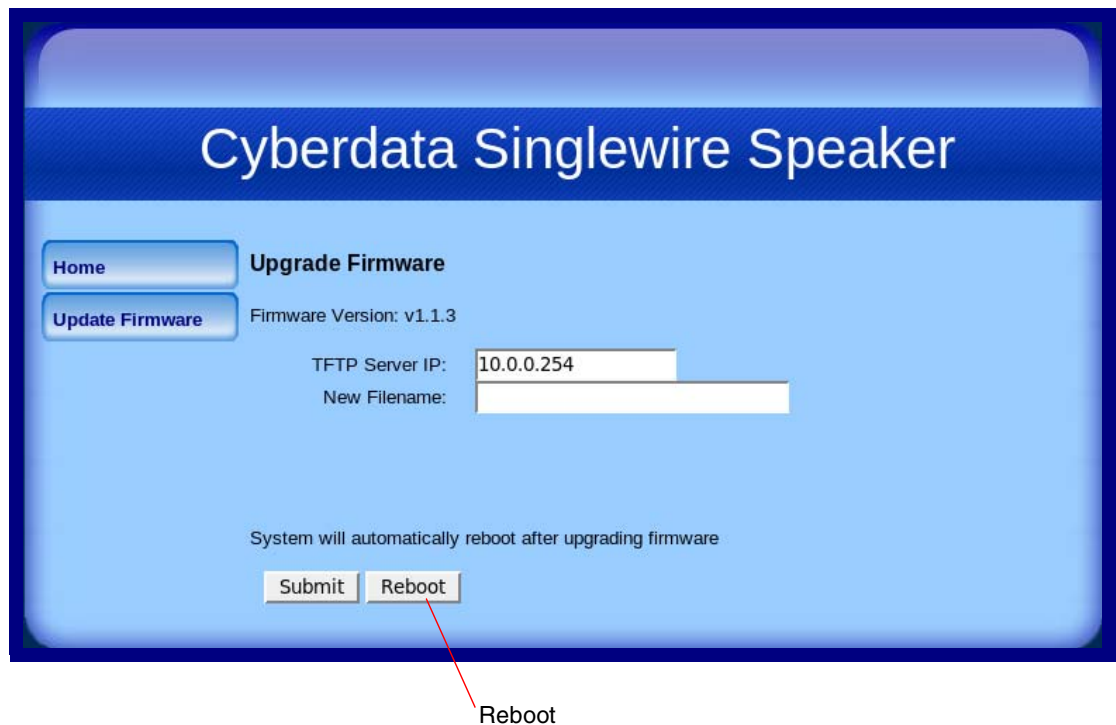 Cyberdata Singlewire Speaker
Home
Update Firmware
Upgrade Firmware
Firmware Version: v1.1.3
TFTP Server IP: 10.0.0.254
New Filename:
System will automatically reboot after upgrading firmware
Submit Reboot
Reboot